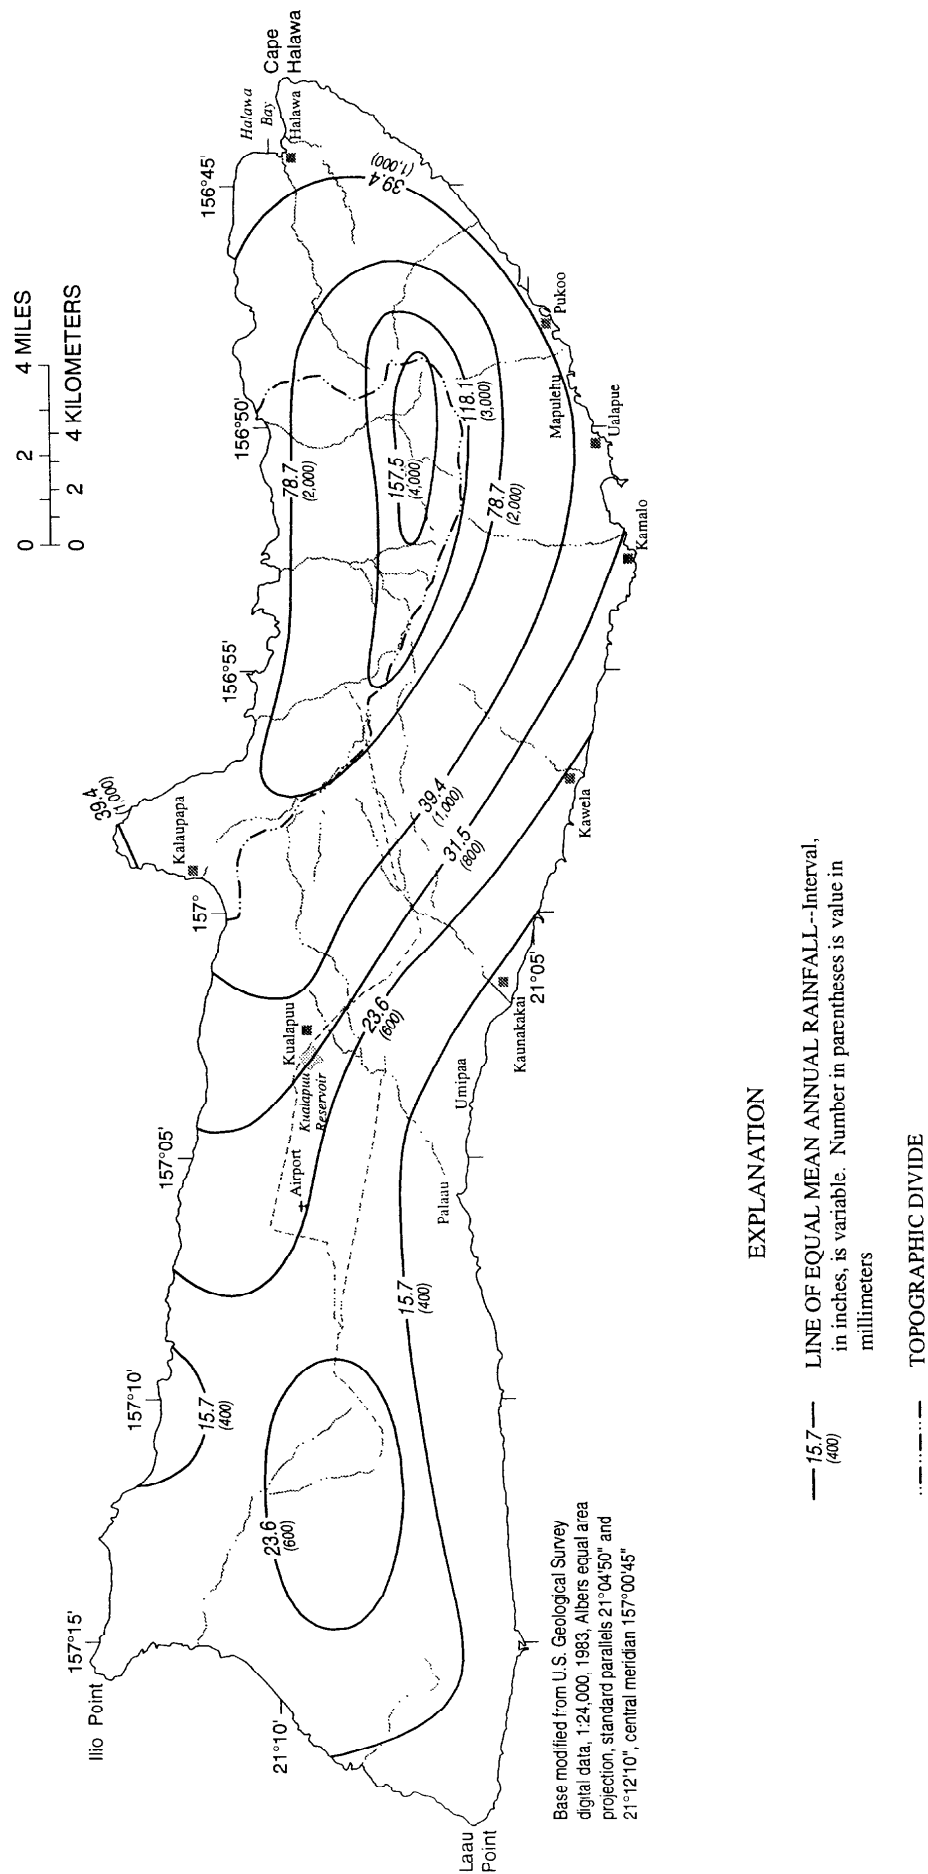 Cape
Halawa
Halawa
Bay
Halawa
156°45'
39.4
(1,000)
0 2 4 MILES
0 2 4 KILOMETERS
Pukoo
Mapulehu
Ualapue
156°50'
78.7
(2,000)
157.5
(4,000)
118.1
(3,000)
78.7
(2,000)
Kamalo
156°55'
39.4
(1,000)
Kalaupapa
39.4
(1,000)
31.5
(800)
Kawela
157°
21°05'
Kaunakakai
Kualapuu
Kualapuu
Reservoir
23.6
(600)
Umipaa
157°05'
Airport
Palaau
15.7
(400)
157°10'
15.7
(400)
23.6
(600)
157°15'
Ilio Point
21°10'
Laau
Point
Base modified from U.S. Geological Survey
digital data, 1:24,000, 1983, Albers equal area
projection, standard parallels 21°04'50" and
21°12'10", central meridian 157°00'45"
EXPLANATION
15.7
(400)
LINE OF EQUAL MEAN ANNUAL RAINFALL--Interval,
in inches, is variable. Number in parentheses is value in
millimeters
TOPOGRAPHIC DIVIDE